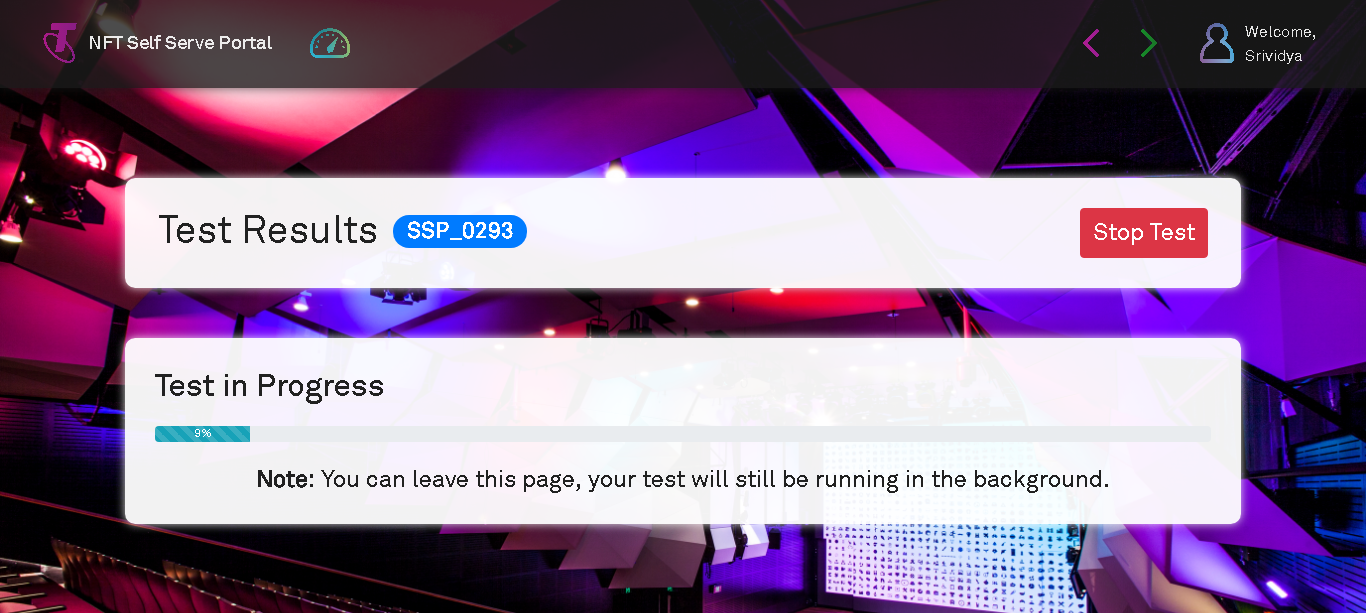 NFT Self Serve Portal
Welcome,
Srividya
Test Results SSP_0293
Stop Test
Test in Progress
9%
Note: You can leave this page, your test will still be running in the background.